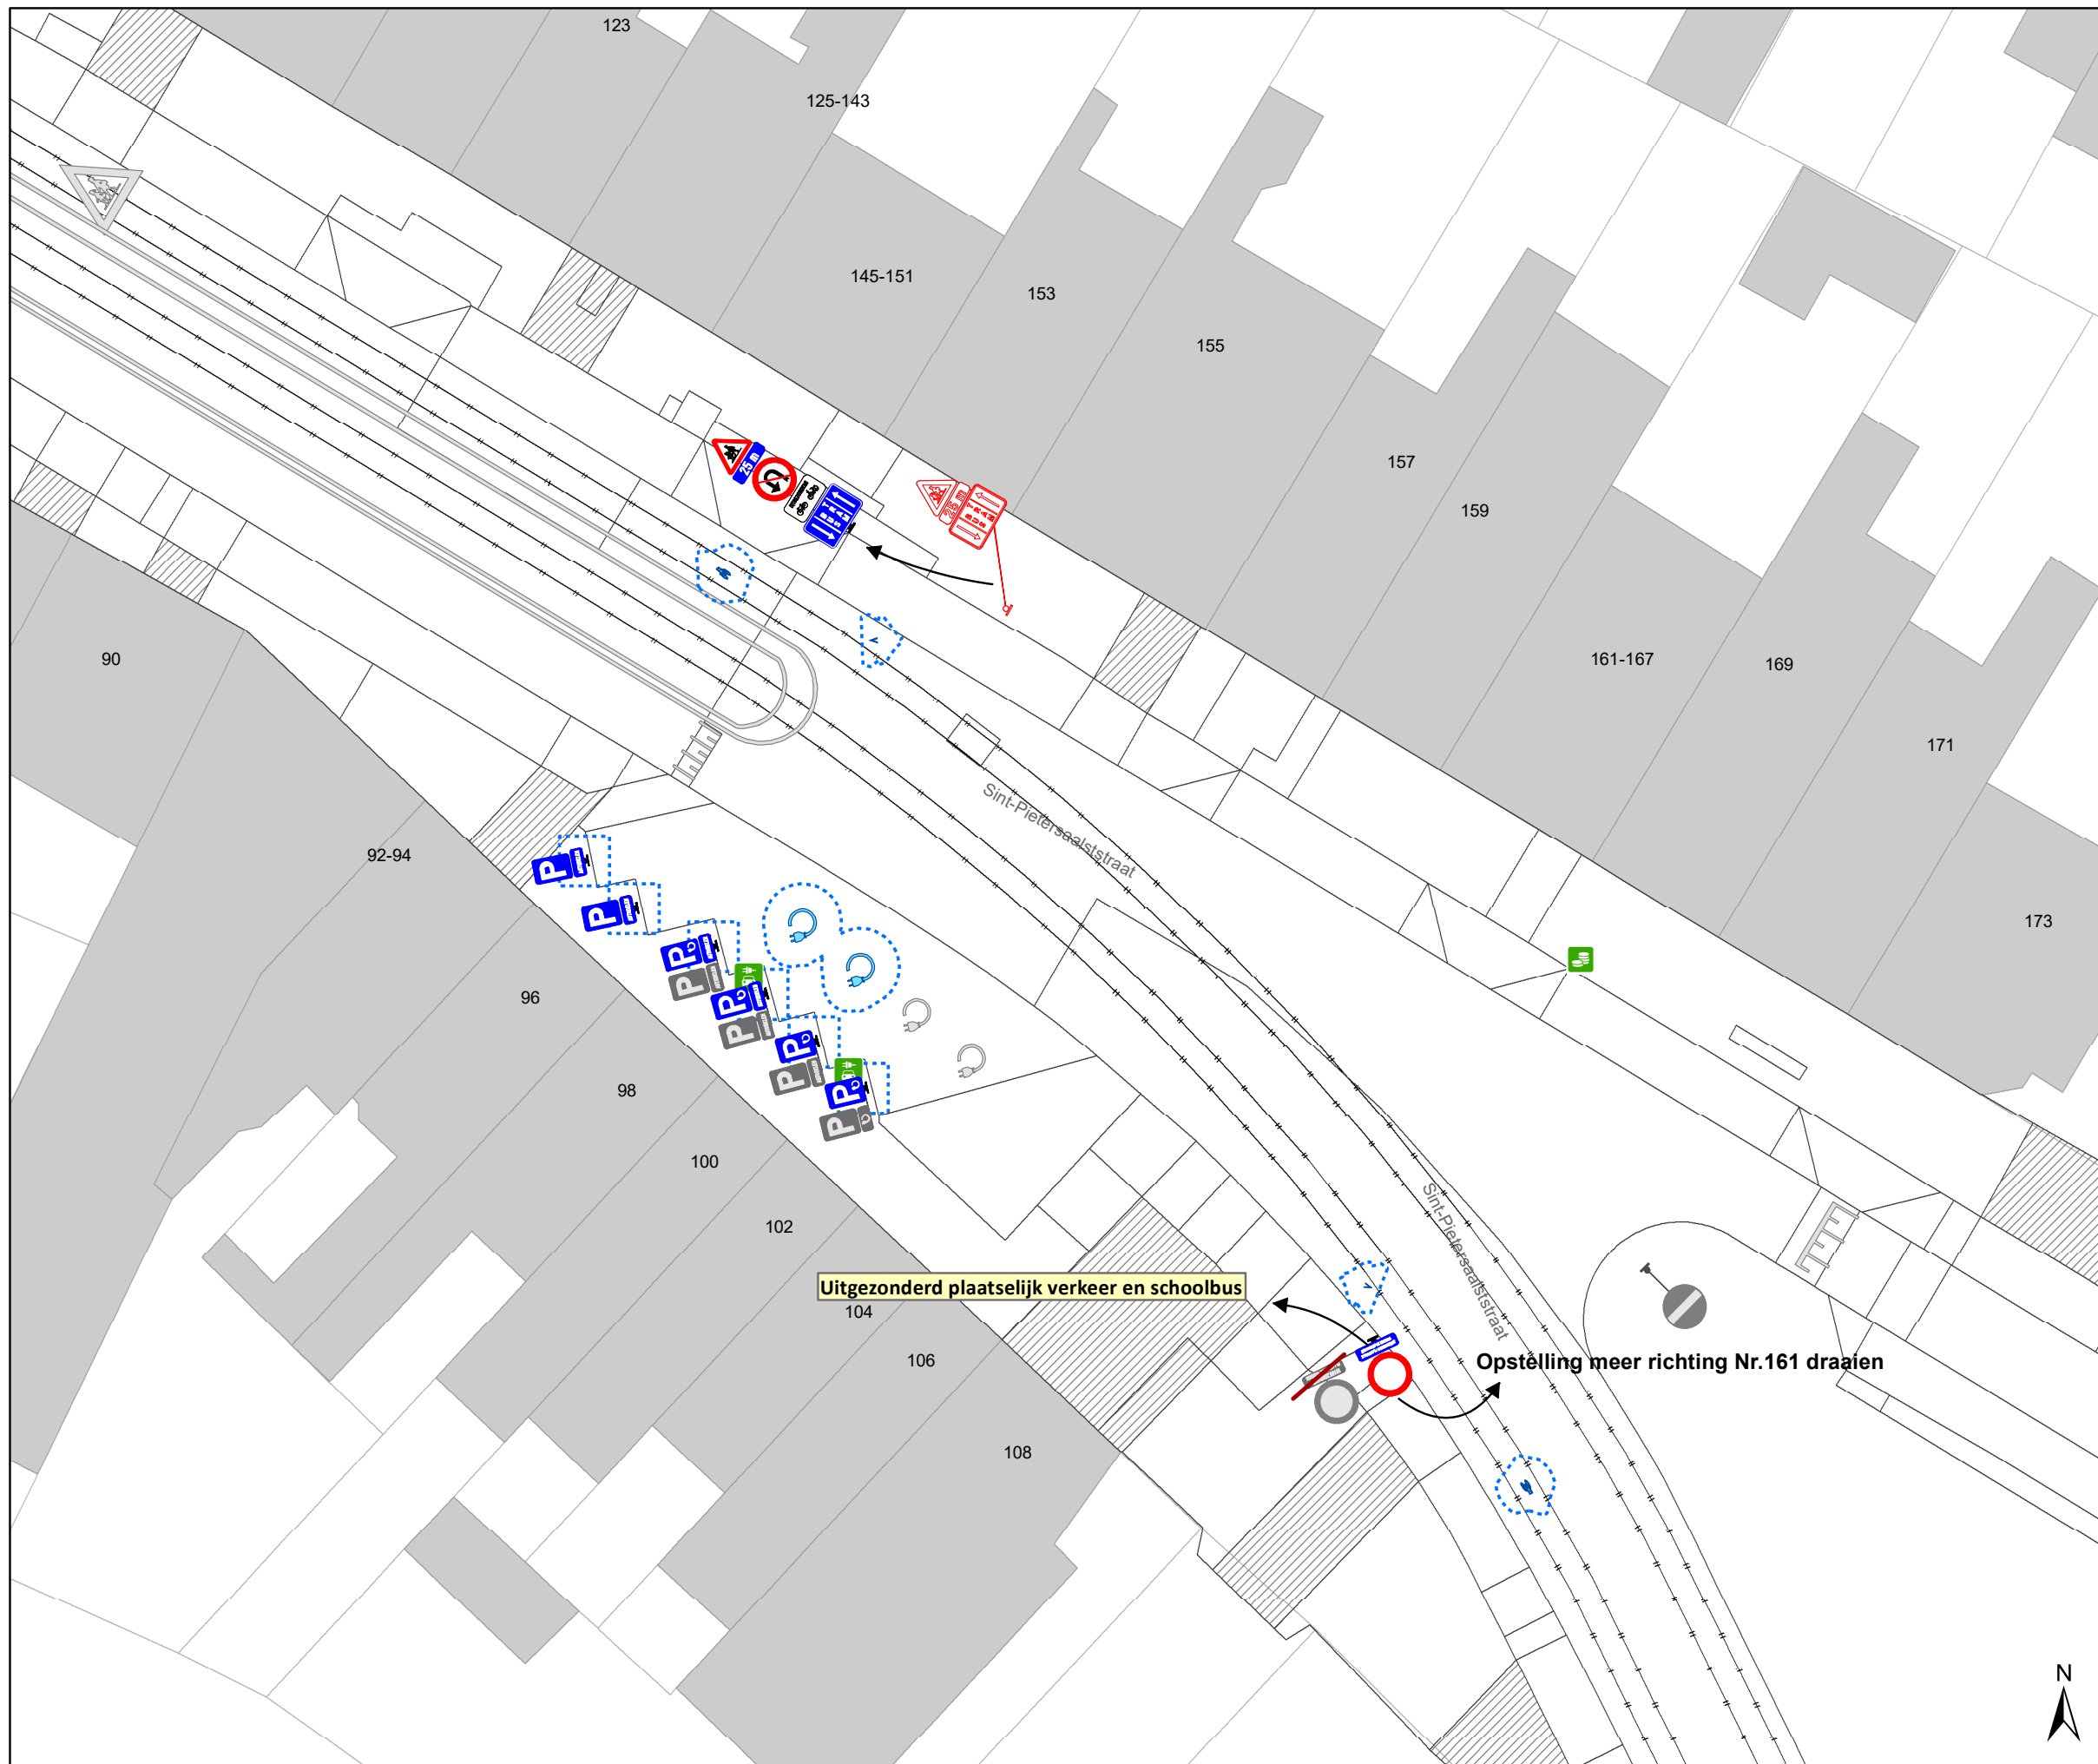 123
125-143
145-151
153
155
25 m
25 m
157
159
90
161-167
169
171
Sint-Pietersaalststraat
92-94
P
P
173
P
P
96
P
P
98
P
P
P
P
100
102
Sint-Pietersaalststraat
Uitgezonderd plaatselijk verkeer en schoolbus
104
106
Opstelling meer richting Nr.161 draaien
108
N